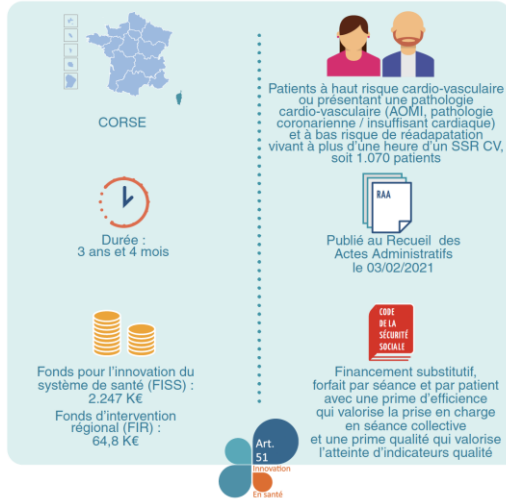 CORSE
Patients à haut risque cardio-vasculaire
ou présentant une pathologie
cardio-vasculaire (AOMI, pathologie
coronarienne / insuffisant cardiaque)
et à bas risque de réadapatation
vivant à plus d'une heure d'un SSR CV,
soit 1.070 patients
Durée :
3 ans et 4 mois
RAA
Publié au Recueil des
Actes Administratifs
le 03/02/2021
Fonds pour l'innovation du
système de santé (FISS) :
2.247 K€
Fonds d'intervention
régional (FIR) :
64,8 K€
CODE
DE LA
SÉCURITÉ
SOCIALE
Financement substitutif,
forfait par séance et par patient
avec une prime d'efficience
qui valorise la prise en charge
en séance collective
et une prime qualité qui valorise
l'atteinte d'indicateurs qualité
Art.
51
Innovation
En santé